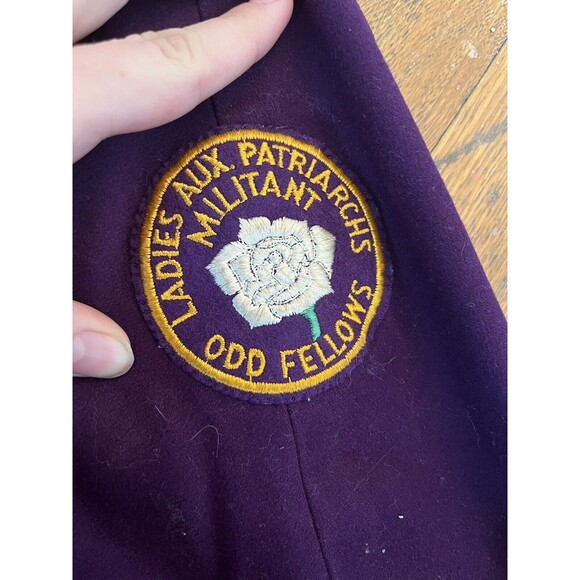 LADIES AUX. PATRIARCHS
MILITANT
ODD FELLOWS